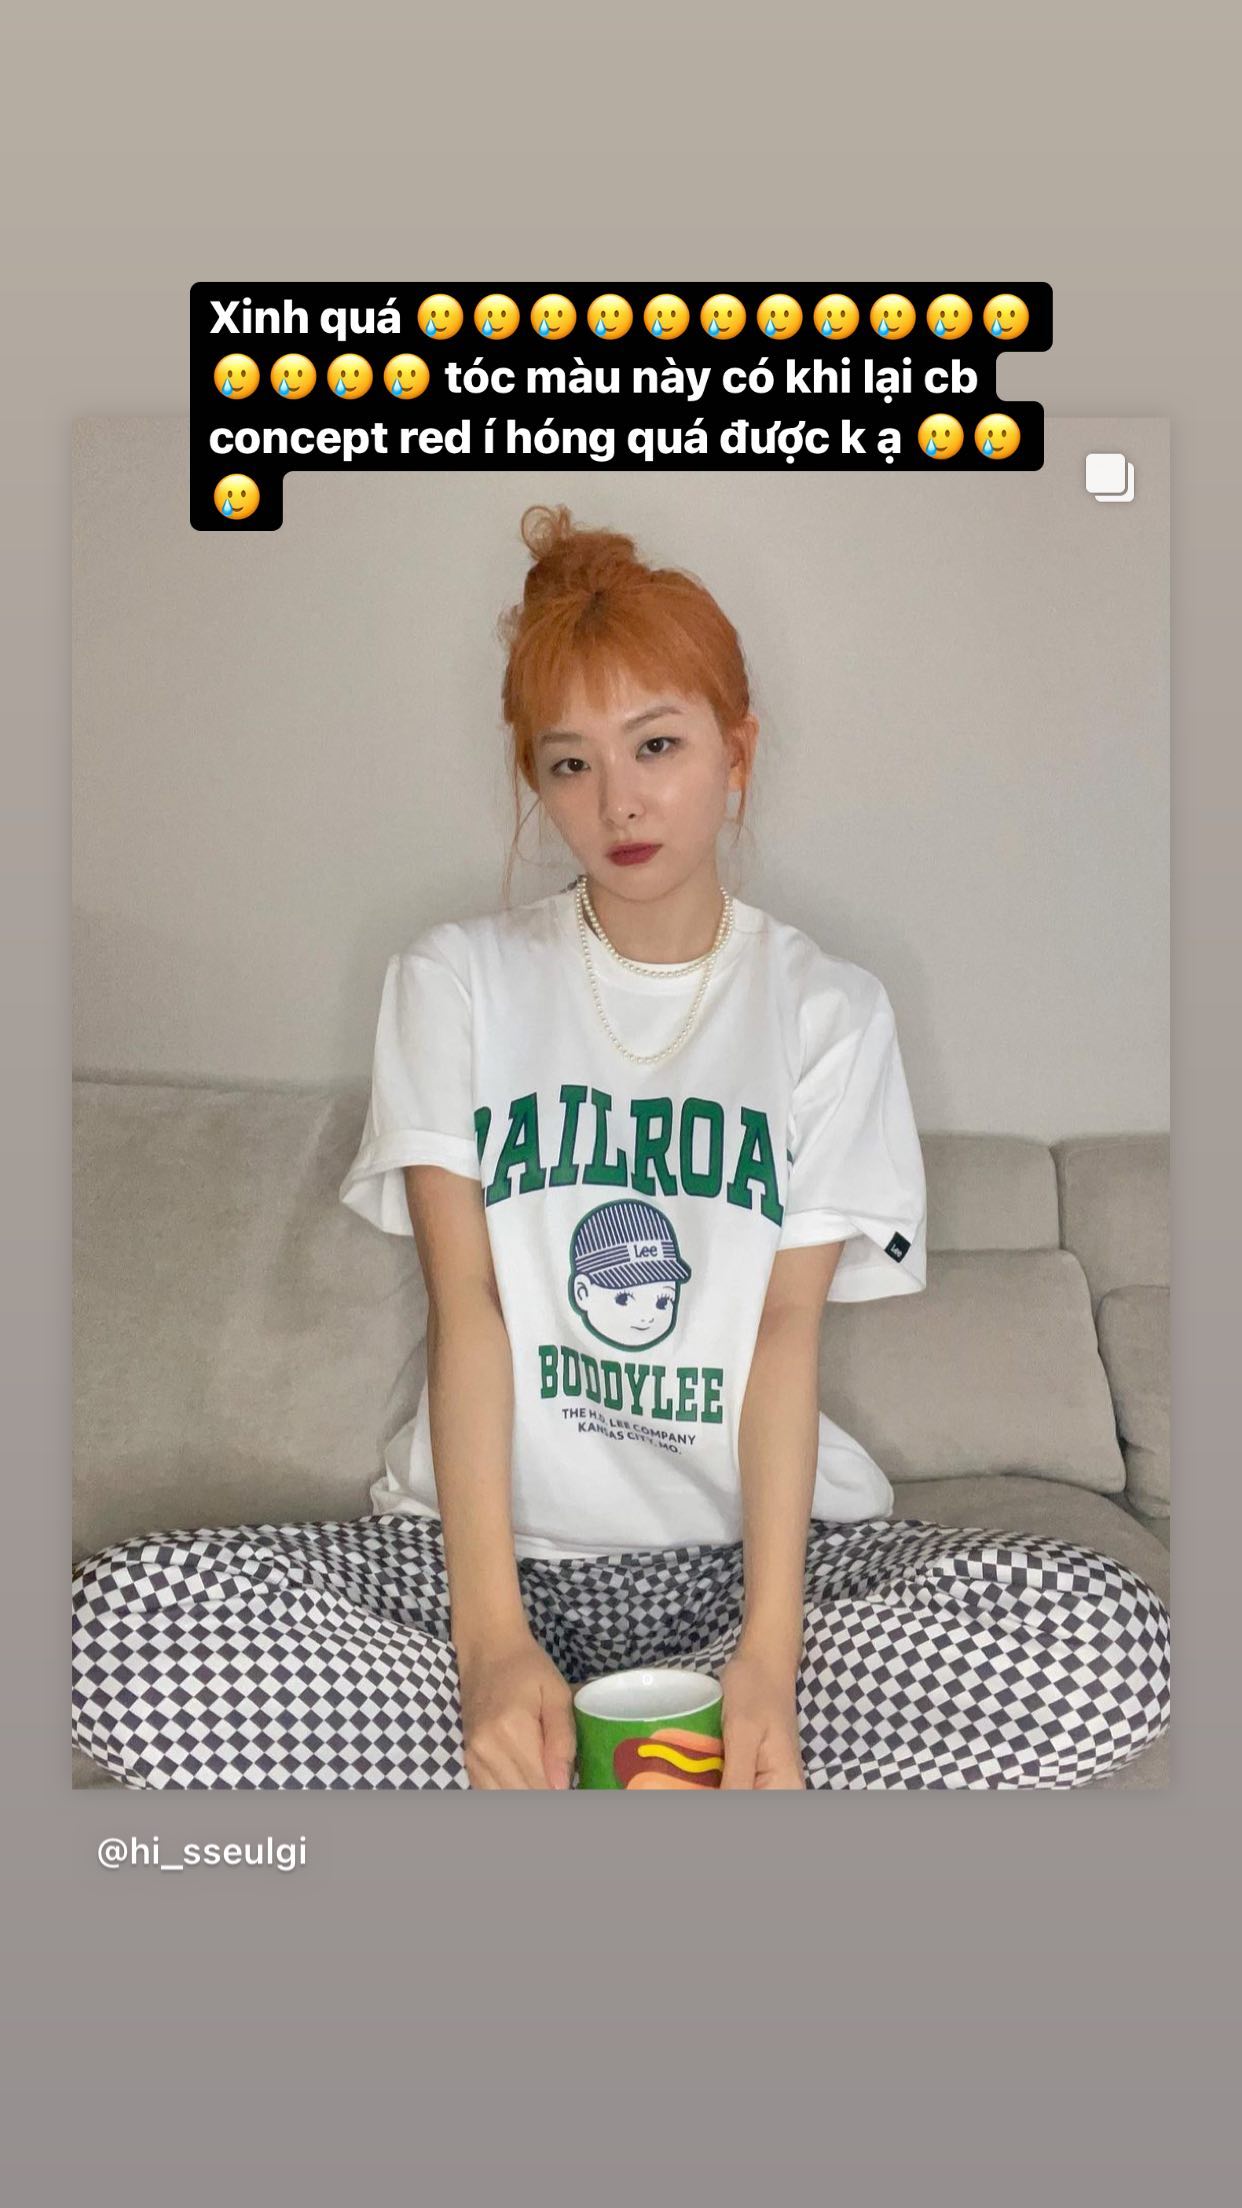 Xinh quá 🥲🥲🥲🥲🥲🥲🥲🥲🥲🥲🥲
🥲🥲🥲🥲 tóc màu này có khi lại cb
concept red í hóng quá được k ạ 🥲🥲
🥲
RAILROA
Lee
Lee
BUDDYLEE
THE H.D. LEE COMPANY
KANSAS CITY, MO.
@hi_sseulgi